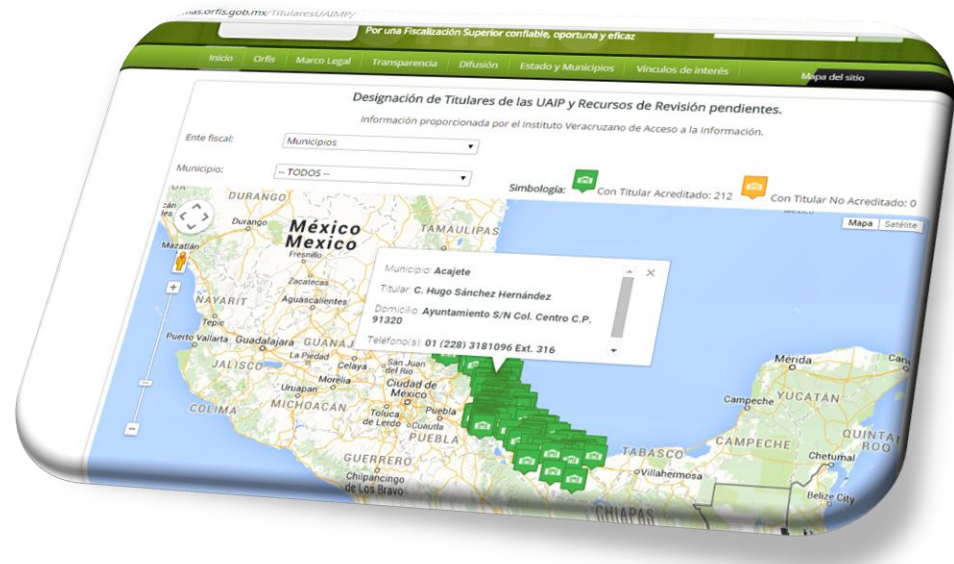 nas.orfis.gob.mx/TitularesUAIMP/
Por una Fiscalización Superior confiable, oportuna y eficaz
Inicio Orfis Marco Legal Transparencia Difusión Estado y Municipios Vínculos de interés Mapa del sitio
Designación de Titulares de las UAIP y Recursos de Revisión pendientes.
Información proporcionada por el Instituto Veracruzano de Acceso a la Información.
Ente fiscal: Municipios
Municipio: -- TODOS --
Simbología: Con Titular Acreditado: 212 Con Titular No Acreditado: 0
Mapa Satélite
DURANGO
Durango
México
Mexico
TAMAULIPAS
Mazatlán
Fresnillo
Zacatecas
Aguascalientes
NAYARIT
Tepic
Puerto Vallarta
Guadalajara
GUANAJ
San Juan
del Río
La Piedad
Celaya
JALISCO
Morelia
Uruapan
Ciudad de
México
COLIMA
MICHOACÁN
Toluca
de Lerdo
Cuautla
Puebla
PUEBLA
GUERRERO
Chilpancingo
de Los Bravo
Municipio: Acajete
Titular: C. Hugo Sánchez Hernández
Domicilio: Ayuntamiento S/N Col. Centro C.P.
91320
Teléfono(s): 01 (228) 3181096 Ext. 316
Mérida
Can
YUCATÁN
Campeche
CAMPECHE
QUINTA
ROO
Chetumal
TABASCO
Villahermosa
Belize City
CHIAPAS